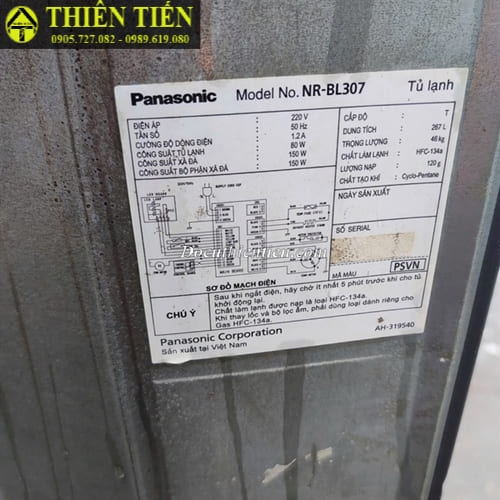 THIÊN TIẾN
0905.727.082 - 0989.619.080
Panasonic Model No. NR-BL307 Tủ lạnh
ĐIỆN ÁP 220 V
TẦN SỐ 50 Hz
CƯỜNG ĐỘ DÒNG ĐIỆN 1.2 A
CÔNG SUẤT TỦ LẠNH 80 W
CÔNG SUẤT XẢ ĐÁ 150 W
CÔNG SUẤT BỘ PHẬN XẢ ĐÁ 150 W
CẤP ĐỘ T
DUNG TÍCH 267 L
TRỌNG LƯỢNG 46 kg
CHẤT LÀM LẠNH HFC-134a
KHỐI LƯỢNG 120 g
CHẤT TẠO KHÍ Cyclo-Pentane
NGÀY SẢN XUẤT
SỐ SERIAL
MÃ MÀU PSVN
MAIN BOARD
SƠ ĐỒ MẠCH ĐIỆN
CHÚ Ý
Sau khi ngắt điện, hãy chờ ít nhất 5 phút trước khi cho tủ
khởi động lại.
Chất làm lạnh được nạp là loại HFC-134a.
Khi thay lốc và bộ lọc ẩm, phải dùng loại dành riêng cho
Gas HFC-134a.
Panasonic Corporation
Sản xuất tại Việt Nam
AH-319540